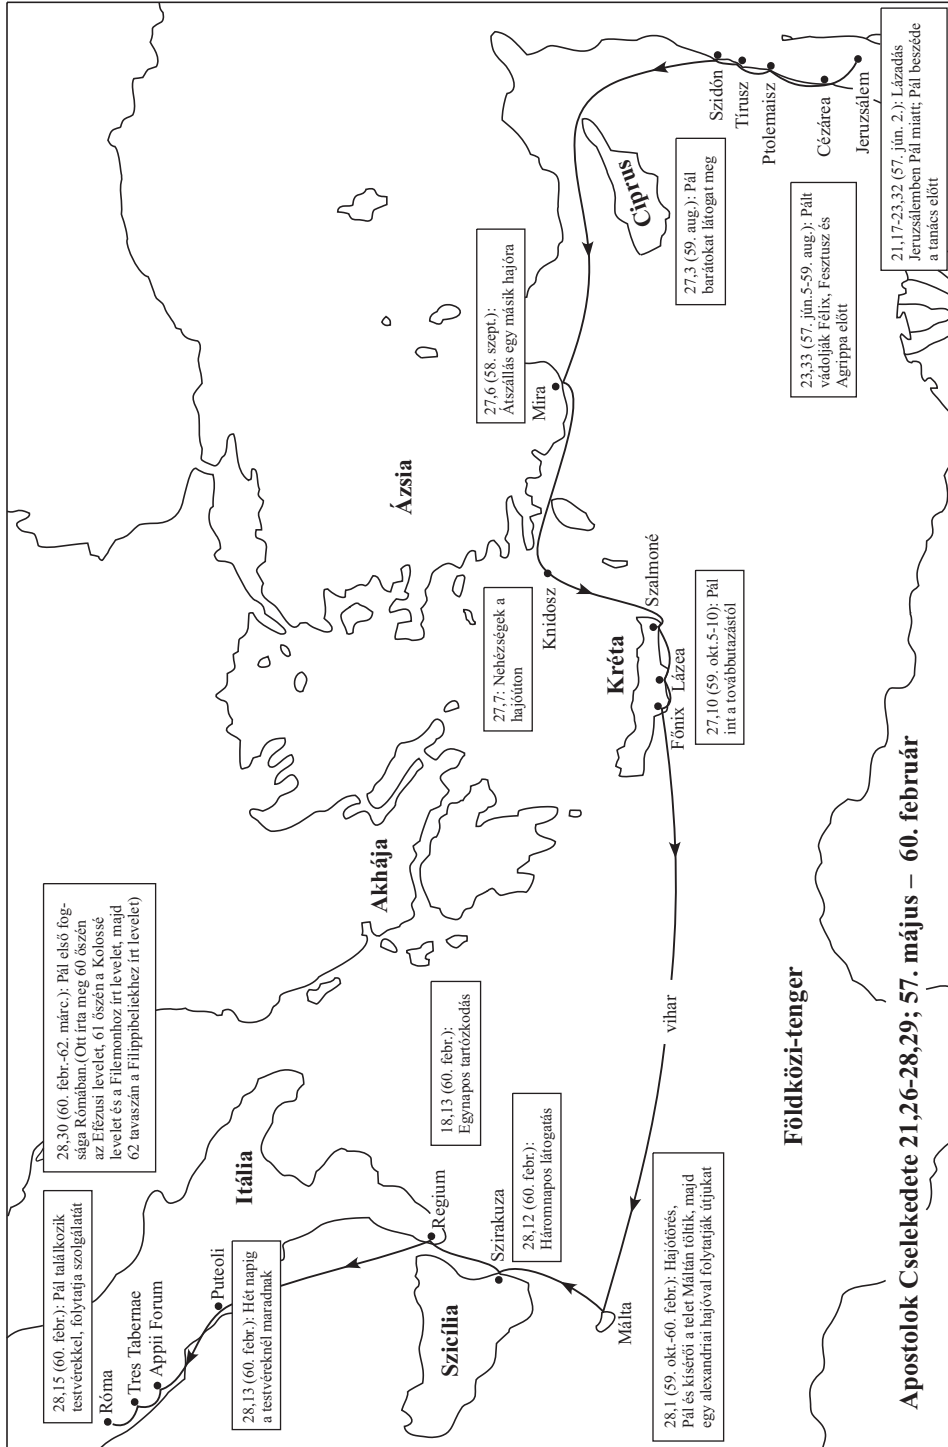 28,15 (60. febr.): Pál találkozik
testvérekkel, folytatja szolgálatát
28,30 (60. febr.-62. márc.): Pál első fog-
sága Rómában.(Ott írta meg 60 őszén
az Efézusi levelet, 61 őszén a Kolossé
levelet és a Filemonhoz írt levelet, majd
62 tavaszán a Filippibeliekhez írt levelet)
Róma
Tres Tabernae
Appii Forum
Puteoli
Itália
28,13 (60. febr.): Hét napig
a testvéreknél maradnak
Regium
18,13 (60. febr.):
Egynapos tartózkodás
Szicília
Szirakuza
28,12 (60. febr.):
Háromnapos látogatás
Málta
28,1 (59. okt.-60. febr.): Hajótörés,
Pál és kísérői a telet Máltán töltik, majd
egy alexandriai hajóval folytatják újtjukat
vihar
Földközi-tenger
Akhája
Ázsia
27,7: Nehézségek a
hajóúton
Knidosz
Kréta
Szalmoné
Lázea
Főnix
27,10 (59. okt.5-10): Pál
int a továbbutazástól
27,6 (58. szept.):
Átszállás egy másik hajóra
Mira
Ciprus
27,3 (59. aug.): Pál
barátokat látogat meg
Szidón
Tírusz
Ptolemaisz
Cézárea
Jeruzsálem
23,33 (57. jún.5-59. aug.): Pált
vádolják Félix, Fesztusz és
Agrippa előtt
21,17-23,32 (57. jún. 2.): Lázadás
Jeruzsálemben Pál miatt; Pál beszéde
a tanács előtt
Apostolok Cselekedete 21,26-28,29; 57. május – 60. február